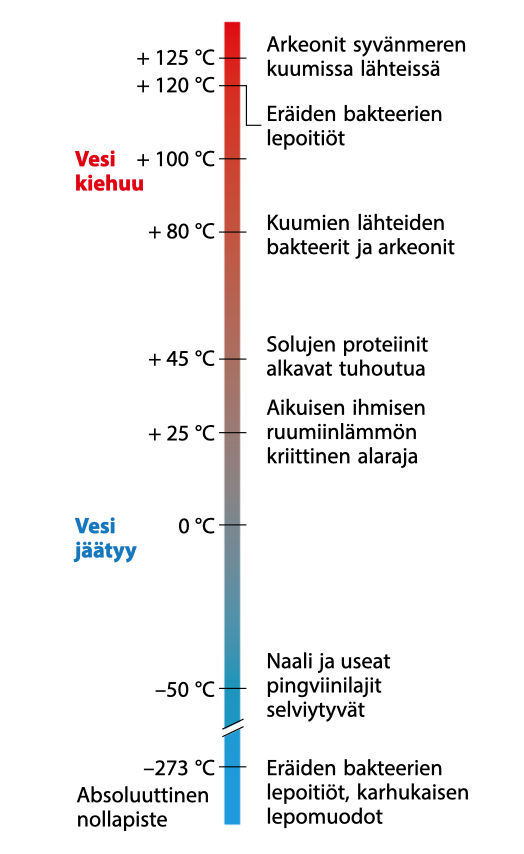 + 125 °C
Arkeonit syvänmeren
kuumissa lähteissä
+ 120 °C
Eräiden bakteerien
lepoitiöt
Vesi
kiehuu
+ 100 °C
+ 80 °C
Kuumien lähteiden
bakteerit ja arkeonit
+ 45 °C
Solujen proteiinit
alkavat tuhoutua
+ 25 °C
Aikuisen ihmisen
ruumiinlämmön
kriittinen alaraja
Vesi
jäätyy
0 °C
–50 °C
Naali ja useat
pingviinilajit
selviytyvät
–273 °C
Absoluuttinen
nollapiste
Eräiden bakteerien
lepoitiöt, karhukaisen
lepomuodot